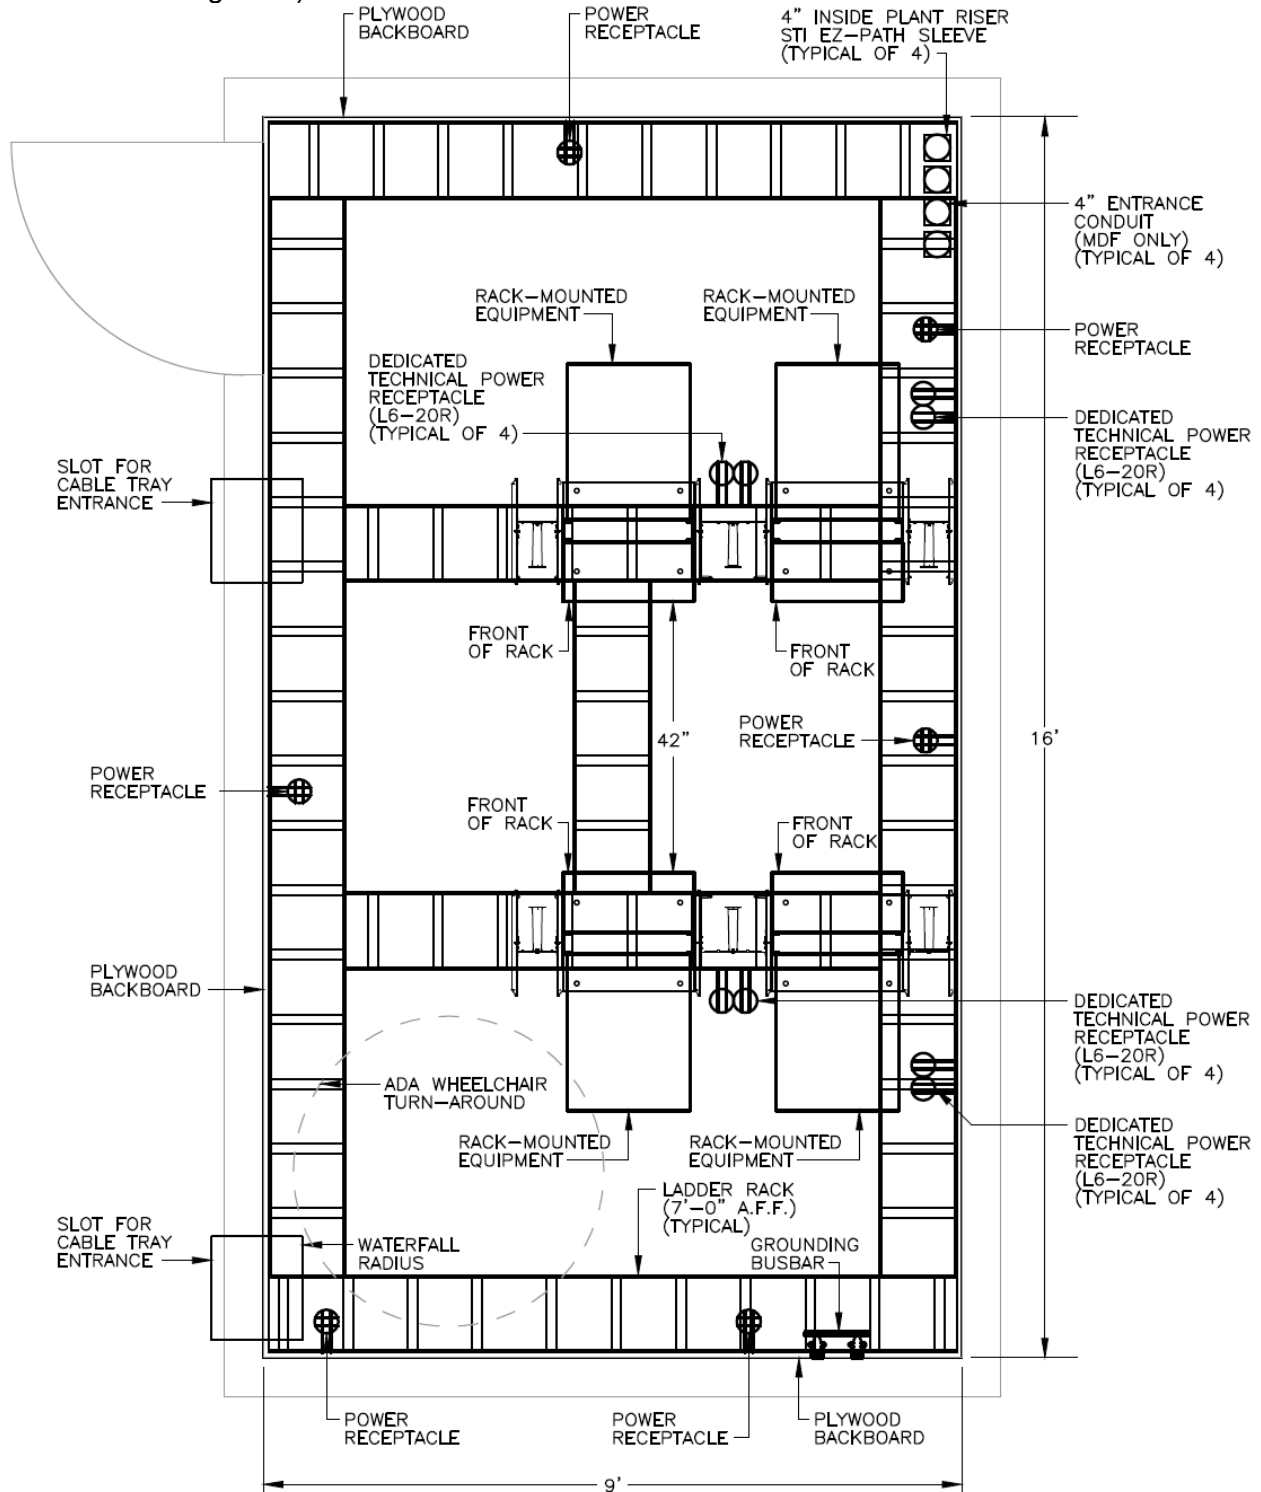 PLYWOOD
BACKBOARD
POWER
RECEPTACLE
4" INSIDE PLANT RISER
STI EZ-PATH SLEEVE
(TYPICAL OF 4)
4" ENTRANCE
CONDUIT
(MDF ONLY)
(TYPICAL OF 4)
RACK-MOUNTED
EQUIPMENT
RACK-MOUNTED
EQUIPMENT
POWER
RECEPTACLE
DEDICATED
TECHNICAL POWER
RECEPTACLE
(L6-20R)
(TYPICAL OF 4)
DEDICATED
TECHNICAL POWER
RECEPTACLE
(L6-20R)
(TYPICAL OF 4)
SLOT FOR
CABLE TRAY
ENTRANCE
FRONT
OF RACK
FRONT
OF RACK
POWER
RECEPTACLE
42"
16'
POWER
RECEPTACLE
FRONT
OF RACK
FRONT
OF RACK
PLYWOOD
BACKBOARD
DEDICATED
TECHNICAL POWER
RECEPTACLE
(L6-20R)
(TYPICAL OF 4)
ADA WHEELCHAIR
TURN-AROUND
RACK-MOUNTED
EQUIPMENT
RACK-MOUNTED
EQUIPMENT
DEDICATED
TECHNICAL POWER
RECEPTACLE
(L6-20R)
(TYPICAL OF 4)
LADDER RACK
(7'-0" A.F.F.)
(TYPICAL)
SLOT FOR
CABLE TRAY
ENTRANCE
WATERFALL
RADIUS
GROUNDING
BUSBAR
POWER
RECEPTACLE
POWER
RECEPTACLE
PLYWOOD
BACKBOARD
9'